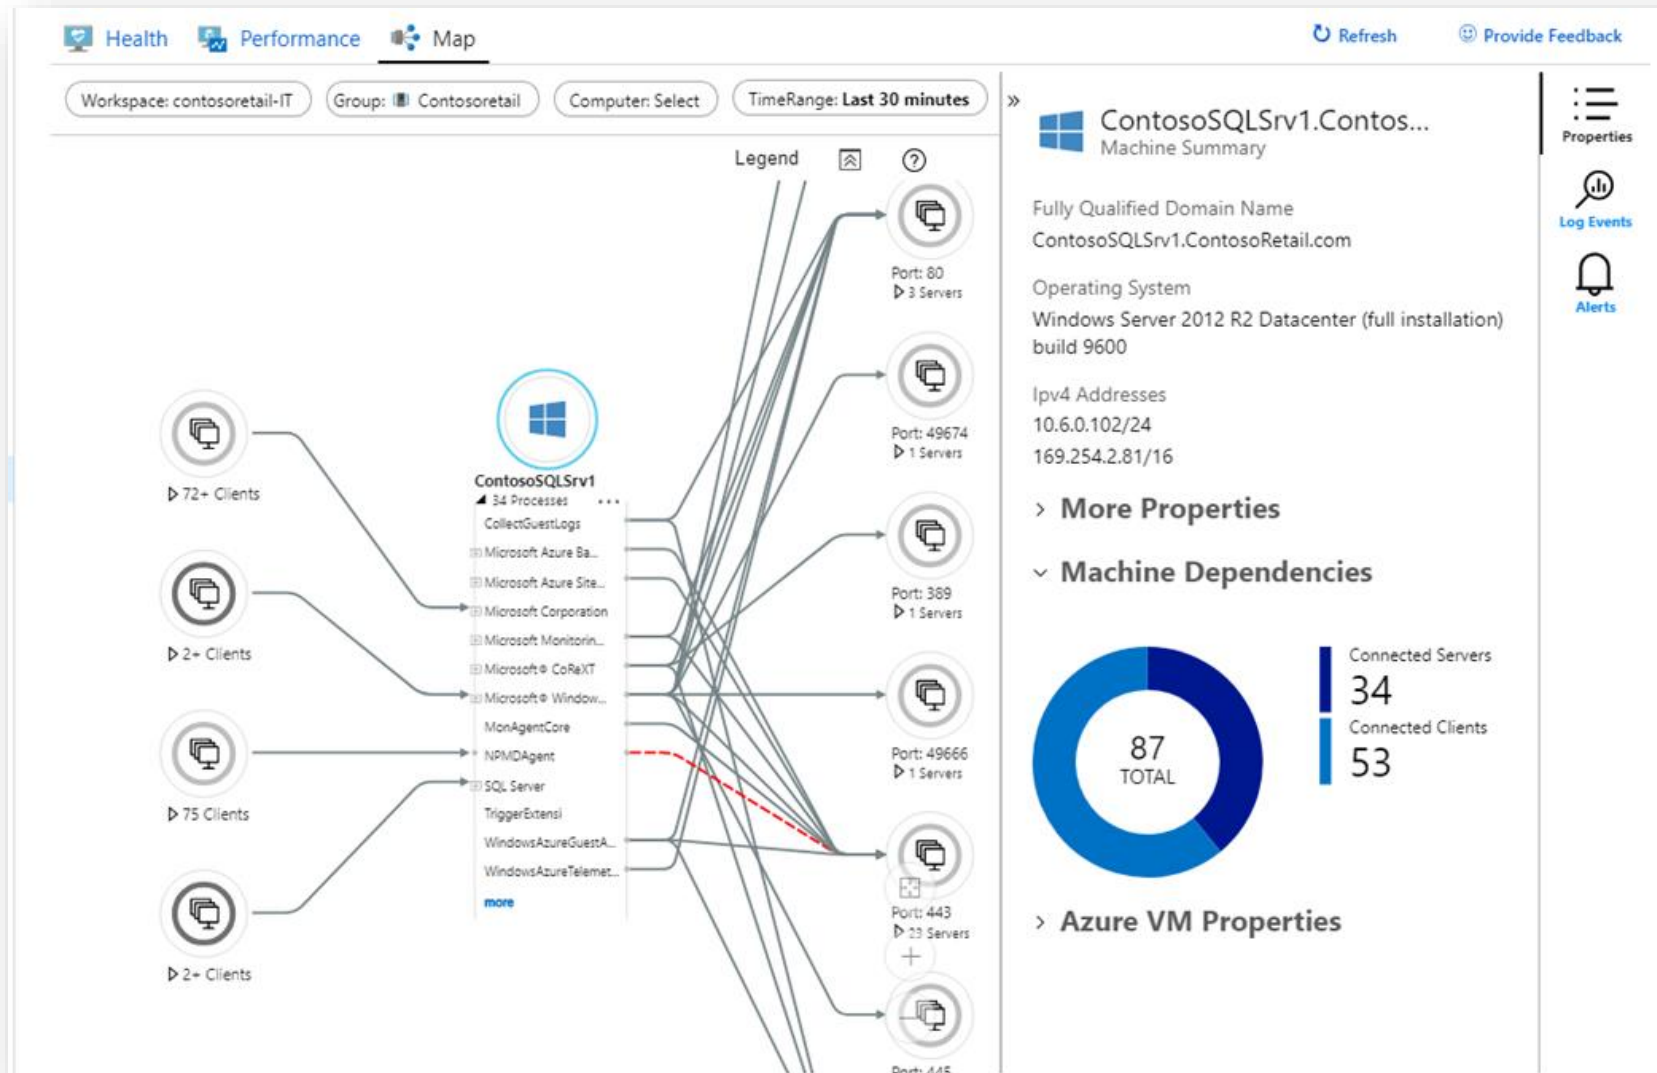 Health
Performance
Map
Refresh
Provide Feedback
Workspace: contosoretail-IT
Group: Contosoretail
Computer: Select
TimeRange: Last 30 minutes
Legend
?
72+ Clients
2+ Clients
75 Clients
2+ Clients
ContosoSQLSrv1
34 Processes ...
CollectGuestLogs
Microsoft Azure Ba...
Microsoft Azure Site...
Microsoft Corporation
Microsoft Monitorin...
Microsoft® CoReXT
Microsoft® Window...
MonAgentCore
NPMDAgent
SQL Server
TriggerExtensi
WindowsAzureGuestA...
WindowsAzureTelemet...
more
Port: 80
3 Servers
Port: 49674
1 Servers
Port: 389
1 Servers
Port: 49666
1 Servers
Port: 443
23 Servers
Port: 445
ContosoSQLSrv1.Contos...
Machine Summary
Fully Qualified Domain Name
ContosoSQLSrv1.ContosoRetail.com
Operating System
Windows Server 2012 R2 Datacenter (full installation)
build 9600
Ipv4 Addresses
10.6.0.102/24
169.254.2.81/16
More Properties
Machine Dependencies
87
TOTAL
Connected Servers
34
Connected Clients
53
Azure VM Properties
Properties
Log Events
Alerts